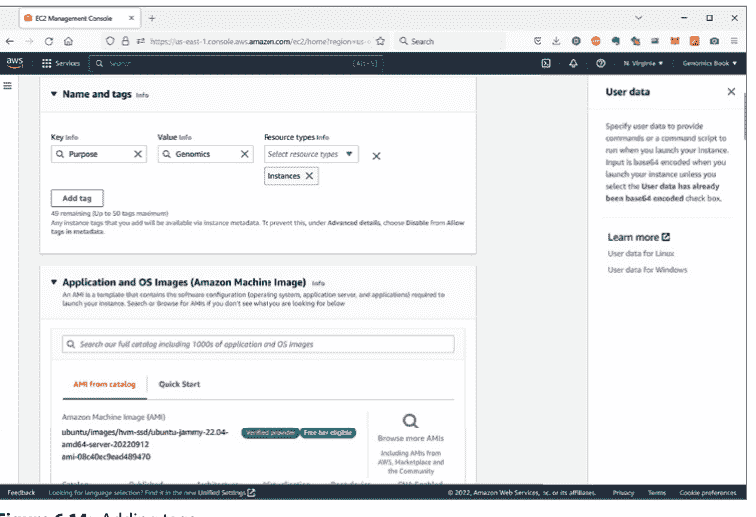 EC2 Management Console
https://us-east-1.console.aws.amazon.com/ec2/home?region=us-
Search
aws
Services
Search
[Alt+S]
N. Virginia
Genomics Book
Name and tags Info
Key Info
Value Info
Resource types Info
Purpose
Genomics
Select resource types
Instances
Add tag
49 remaining (Up to 50 tags maximum)
Any instance tags that you add will be available via instance metadata. To prevent this, under Advanced details, choose Disable from Allow
tags in metadata.
Application and OS Images (Amazon Machine Image) Info
An AMI is a template that contains the software configuration (operating system, application server, and applications) required to
launch your instance. Search or Browse for AMIs if you don't see what you are looking for below
Search our full catalog including 1000s of application and OS images
AMI from catalog
Quick Start
Amazon Machine Image (AMI)
ubuntu/images/hvm-ssd/ubuntu-jammy-22.04-
amd64-server-20220912
ami-08c40ec9ead489470
Verified provider
Free tier eligible
Browse more AMIs
Including AMIs from
AWS, Marketplace and
the Community
User data
Specify user data to provide
commands or a command script to
run when you launch your instance.
Input is base64 encoded when you
launch your instance unless you
select the User data has already
been base64 encoded check box.
Learn more
User data for Linux
User data for Windows
Feedback
Looking for language selection? Find it in the new Unified Settings
© 2022, Amazon Web Services, Inc. or its affiliates.
Privacy
Terms
Cookie preferences